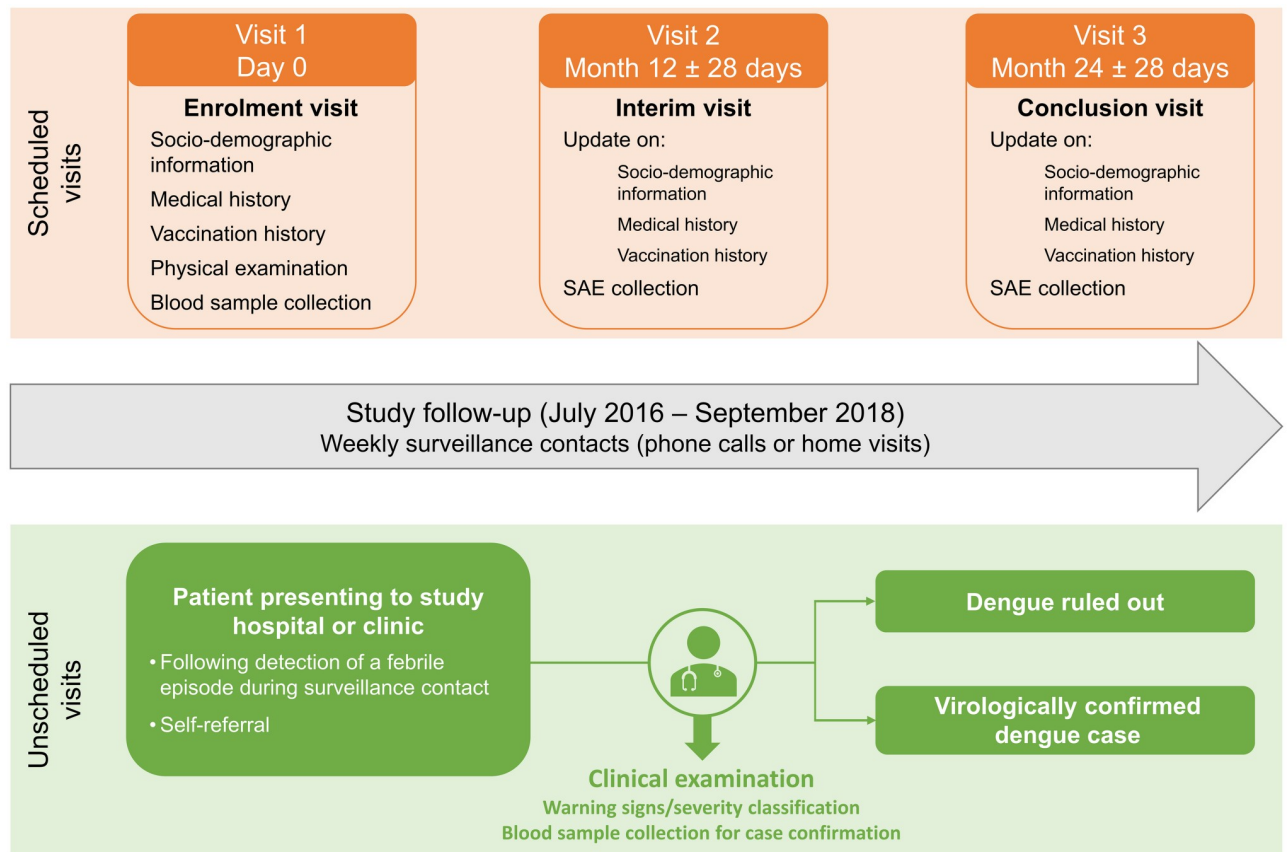 Scheduled
visits
Visit 1
Day 0
Enrolment visit
Socio-demographic
information
Medical history
Vaccination history
Physical examination
Blood sample collection
Visit 2
Month 12 ± 28 days
Interim visit
Update on:
Socio-demographic
information
Medical history
Vaccination history
SAE collection
Visit 3
Month 24 ± 28 days
Conclusion visit
Update on:
Socio-demographic
information
Medical history
Vaccination history
SAE collection
Study follow-up (July 2016 – September 2018)
Weekly surveillance contacts (phone calls or home visits)
Unscheduled
visits
Patient presenting to study
hospital or clinic
• Following detection of a febrile
episode during surveillance contact
• Self-referral
Clinical examination
Warning signs/severity classification
Blood sample collection for case confirmation
Dengue ruled out
Virologically confirmed
dengue case